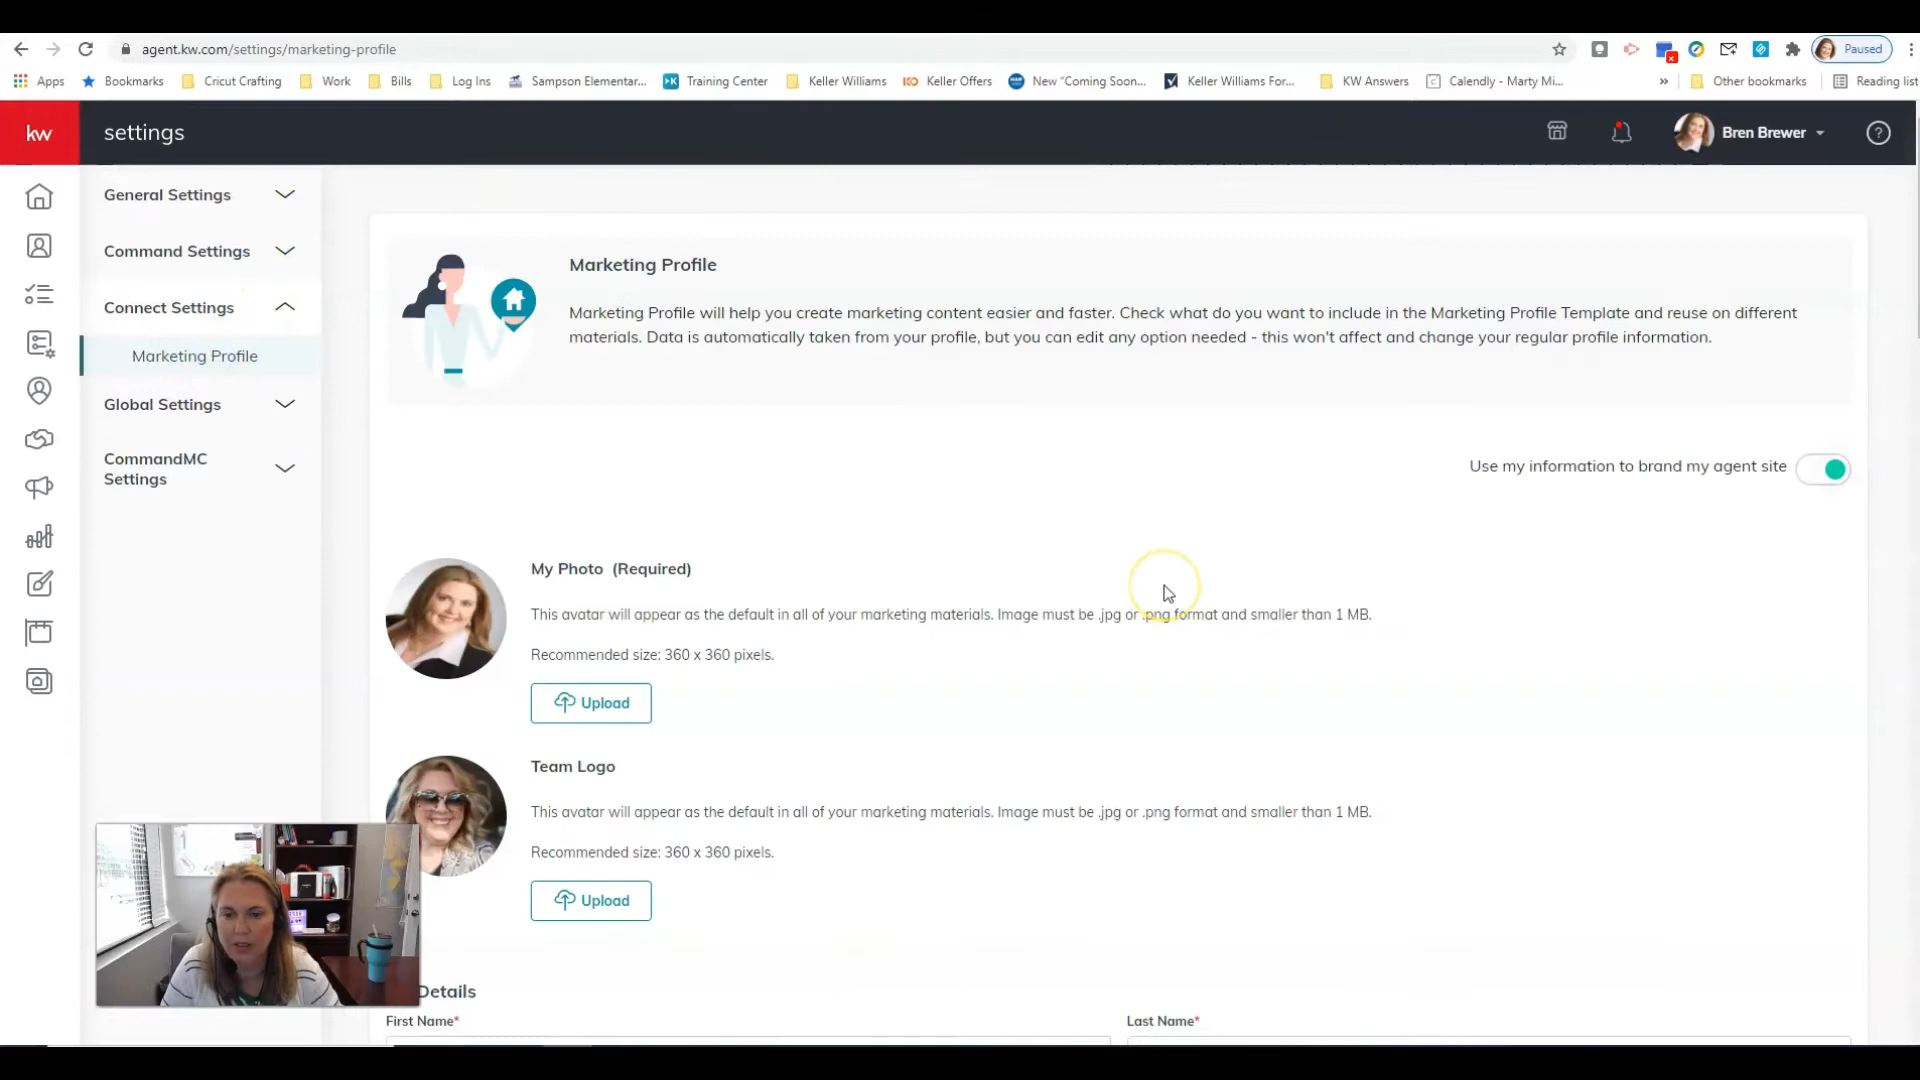 agent.kw.com/settings/marketing-profile
Paused
Apps
Bookmarks
Cricut Crafting
Work
Bills
Log Ins
Sampson Elementar...
Training Center
Keller Williams
Keller Offers
New "Coming Soon...
Keller Williams For...
KW Answers
Calendly - Marty Mi...
»
Other bookmarks
Reading list
kw
settings
Bren Brewer
General Settings
Command Settings
Connect Settings
Marketing Profile
Global Settings
CommandMC
Settings
Marketing Profile
Marketing Profile will help you create marketing content easier and faster. Check what do you want to include in the Marketing Profile Template and reuse on different
materials. Data is automatically taken from your profile, but you can edit any option needed - this won't affect and change your regular profile information.
Use my information to brand my agent site
My Photo (Required)
This avatar will appear as the default in all of your marketing materials. Image must be .jpg or .png format and smaller than 1 MB.
Recommended size: 360 x 360 pixels.
Upload
Team Logo
This avatar will appear as the default in all of your marketing materials. Image must be .jpg or .png format and smaller than 1 MB.
Recommended size: 360 x 360 pixels.
Upload
Details
First Name*
Last Name*